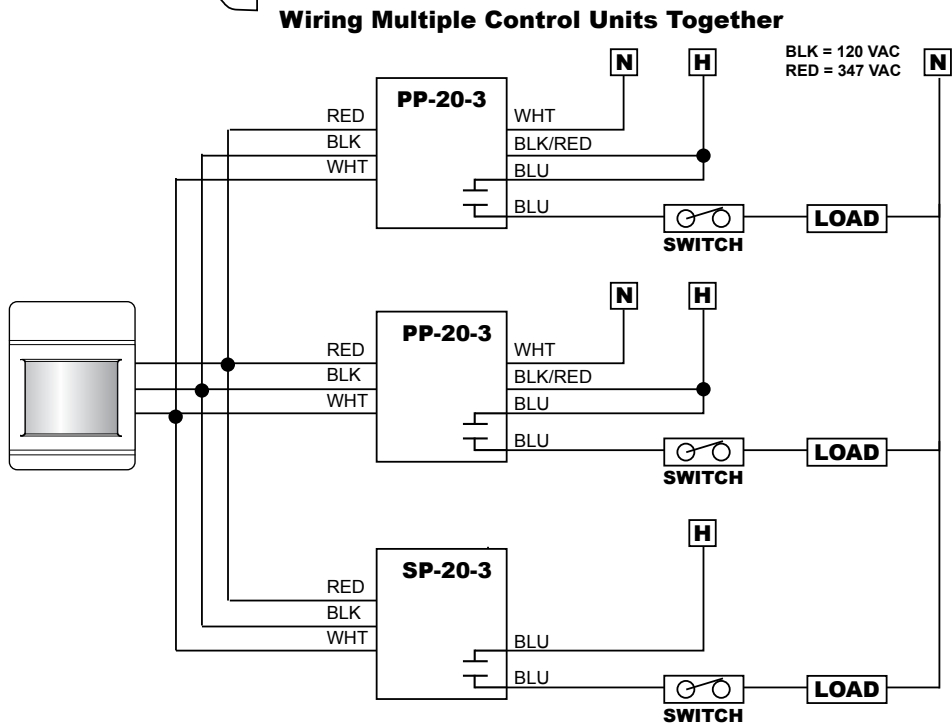 Wiring Multiple Control Units Together
BLK = 120 VAC
RED = 347 VAC
N
H
N
PP-20-3
RED
BLK
WHT
WHT
BLK/RED
BLU
BLU
SWITCH
LOAD
N
H
PP-20-3
RED
BLK
WHT
WHT
BLK/RED
BLU
BLU
SWITCH
LOAD
H
SP-20-3
RED
BLK
WHT
BLU
BLU
SWITCH
LOAD